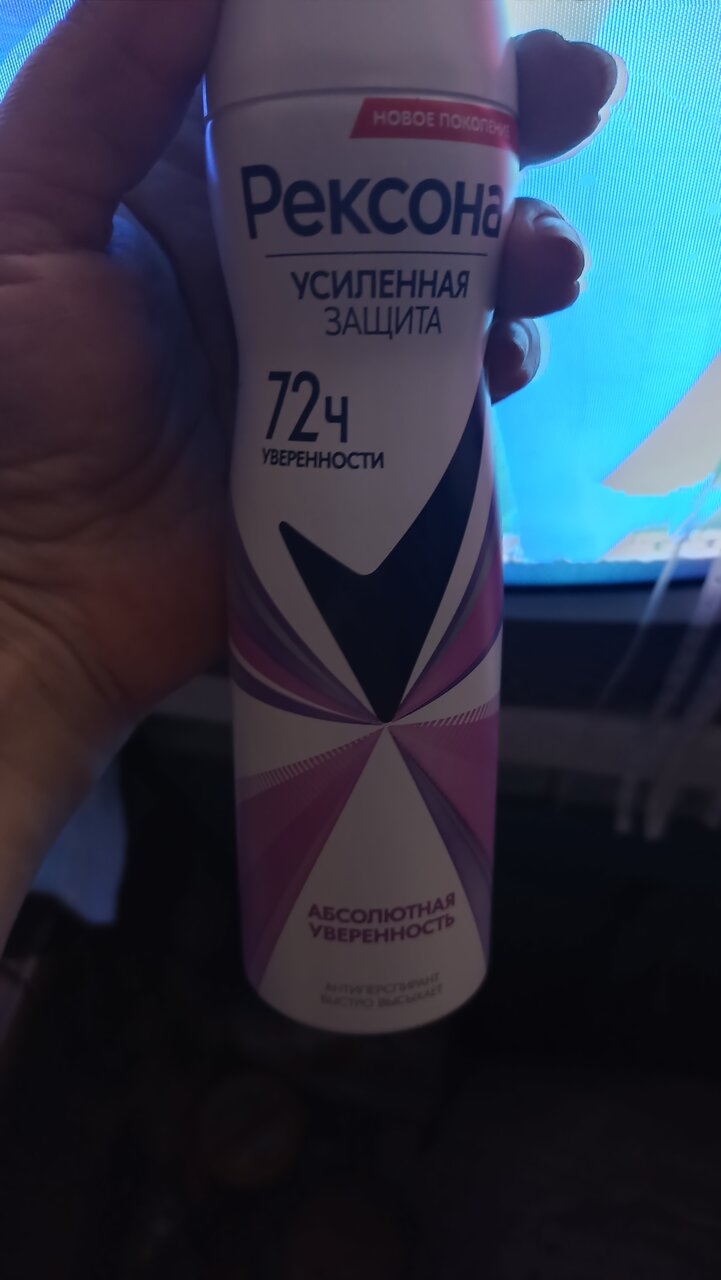 НОВОЕ ПОКОЛЕНИЕ
Рексона
УСИЛЕННАЯ
ЗАЩИТА
72ч
УВЕРЕННОСТИ
АБСОЛЮТНАЯ
УВЕРЕННОСТЬ
АНТИПЕРСПИРАНТ
БЫСТРО ВЫСЫХАЕТ